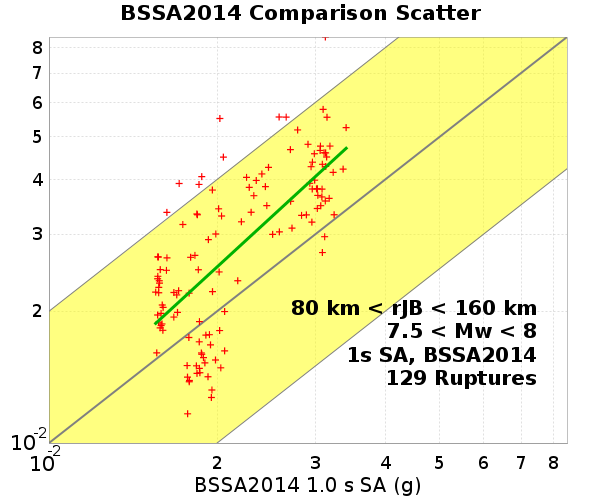 BSSA2014 Comparison Scatter
8
7
6
5
4
3
2
10^-2
80 km < rJB < 160 km
7.5 < Mw < 8
1s SA, BSSA2014
129 Ruptures
10^-2 2 3 4 5 6 7 8
BSSA2014 1.0 s SA (g)